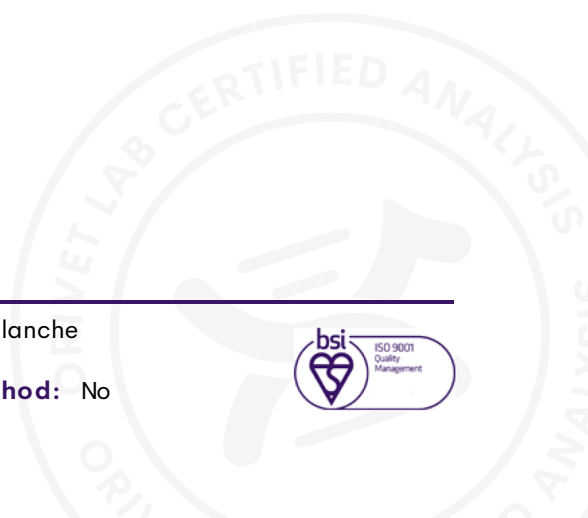 ORIVET LAB CERTIFIED ANALYSIS
lanche
bsi
ISO 9001
Quality
Management
hod: No